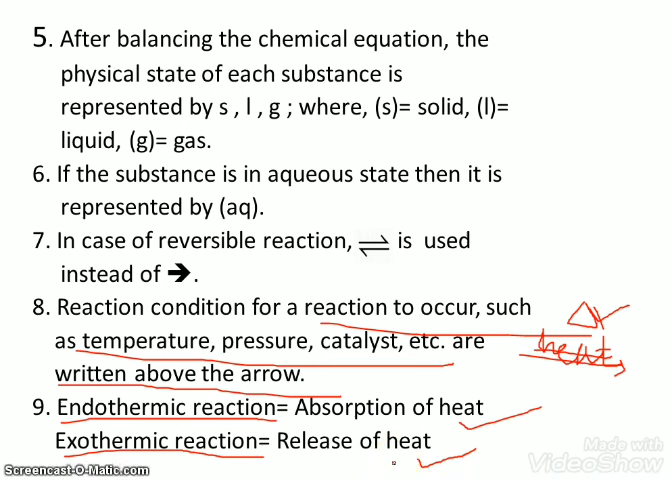 5. After balancing the chemical equation, the
physical state of each substance is
represented by s , l , g ; where, (s)= solid, (l)=
liquid, (g)= gas.
6. If the substance is in aqueous state then it is
represented by (aq).
7. In case of reversible reaction, ⇌ is used
instead of ➔.
8. Reaction condition for a reaction to occur, such
as temperature, pressure, catalyst, etc. are
written above the arrow.
Δ
heat
9. Endothermic reaction= Absorption of heat
Exothermic reaction= Release of heat
12
Screencast-O-Matic.com
Made with
VideoShow